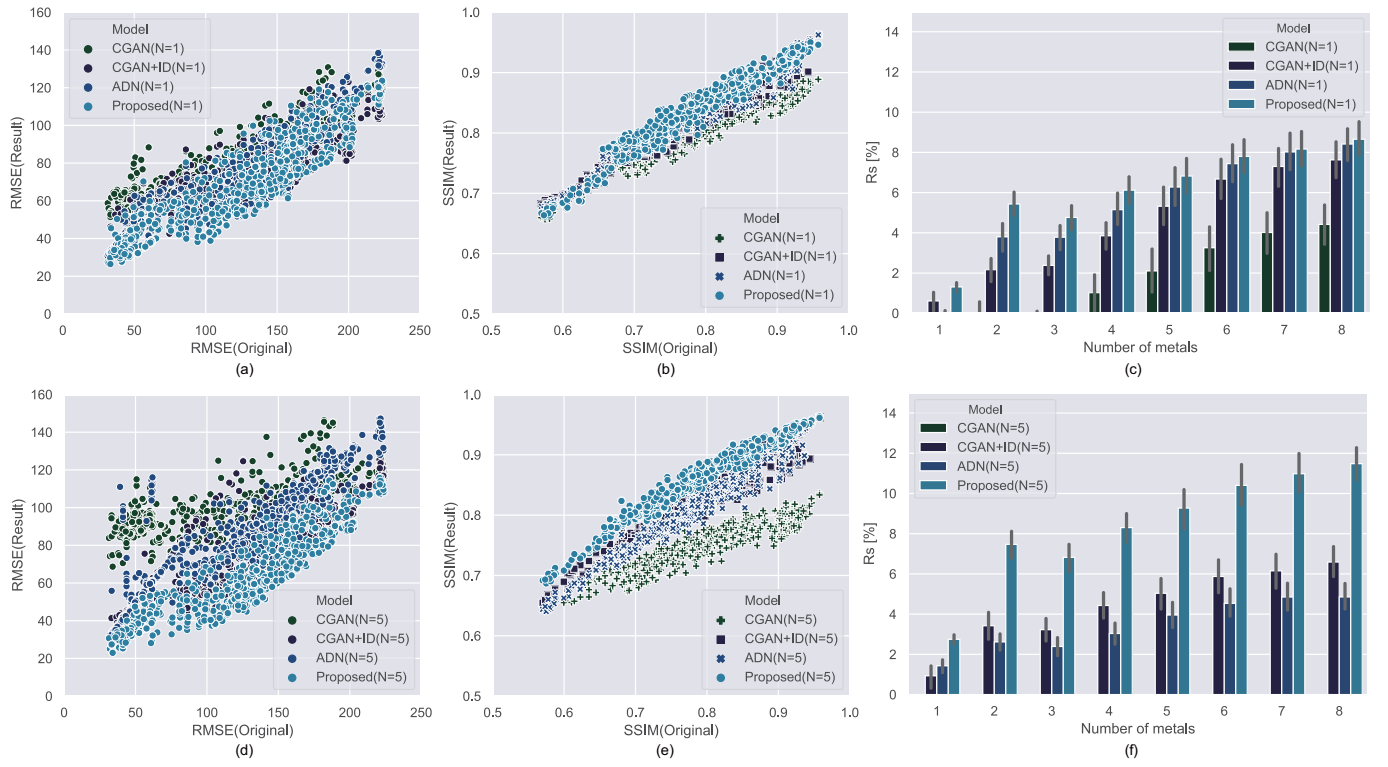 160
140
120
100
80
60
40
20
0
RMSE(Result)
Model
CGAN(N=1)
CGAN+ID(N=1)
ADN(N=1)
Proposed(N=1)
0 50 100 150 200 250
RMSE(Original)
(a)
1.0
0.9
0.8
0.7
0.6
0.5
SSIM(Result)
Model
CGAN(N=1)
CGAN+ID(N=1)
ADN(N=1)
Proposed(N=1)
0.5 0.6 0.7 0.8 0.9 1.0
SSIM(Original)
(b)
14
12
10
8
6
4
2
0
Rs [%]
Model
CGAN(N=1)
CGAN+ID(N=1)
ADN(N=1)
Proposed(N=1)
1 2 3 4 5 6 7 8
Number of metals
(c)
160
140
120
100
80
60
40
20
0
RMSE(Result)
Model
CGAN(N=5)
CGAN+ID(N=5)
ADN(N=5)
Proposed(N=5)
0 50 100 150 200 250
RMSE(Original)
(d)
1.0
0.9
0.8
0.7
0.6
0.5
SSIM(Result)
Model
CGAN(N=5)
CGAN+ID(N=5)
ADN(N=5)
Proposed(N=5)
0.5 0.6 0.7 0.8 0.9 1.0
SSIM(Original)
(e)
14
12
10
8
6
4
2
0
Rs [%]
Model
CGAN(N=5)
CGAN+ID(N=5)
ADN(N=5)
Proposed(N=5)
1 2 3 4 5 6 7 8
Number of metals
(f)